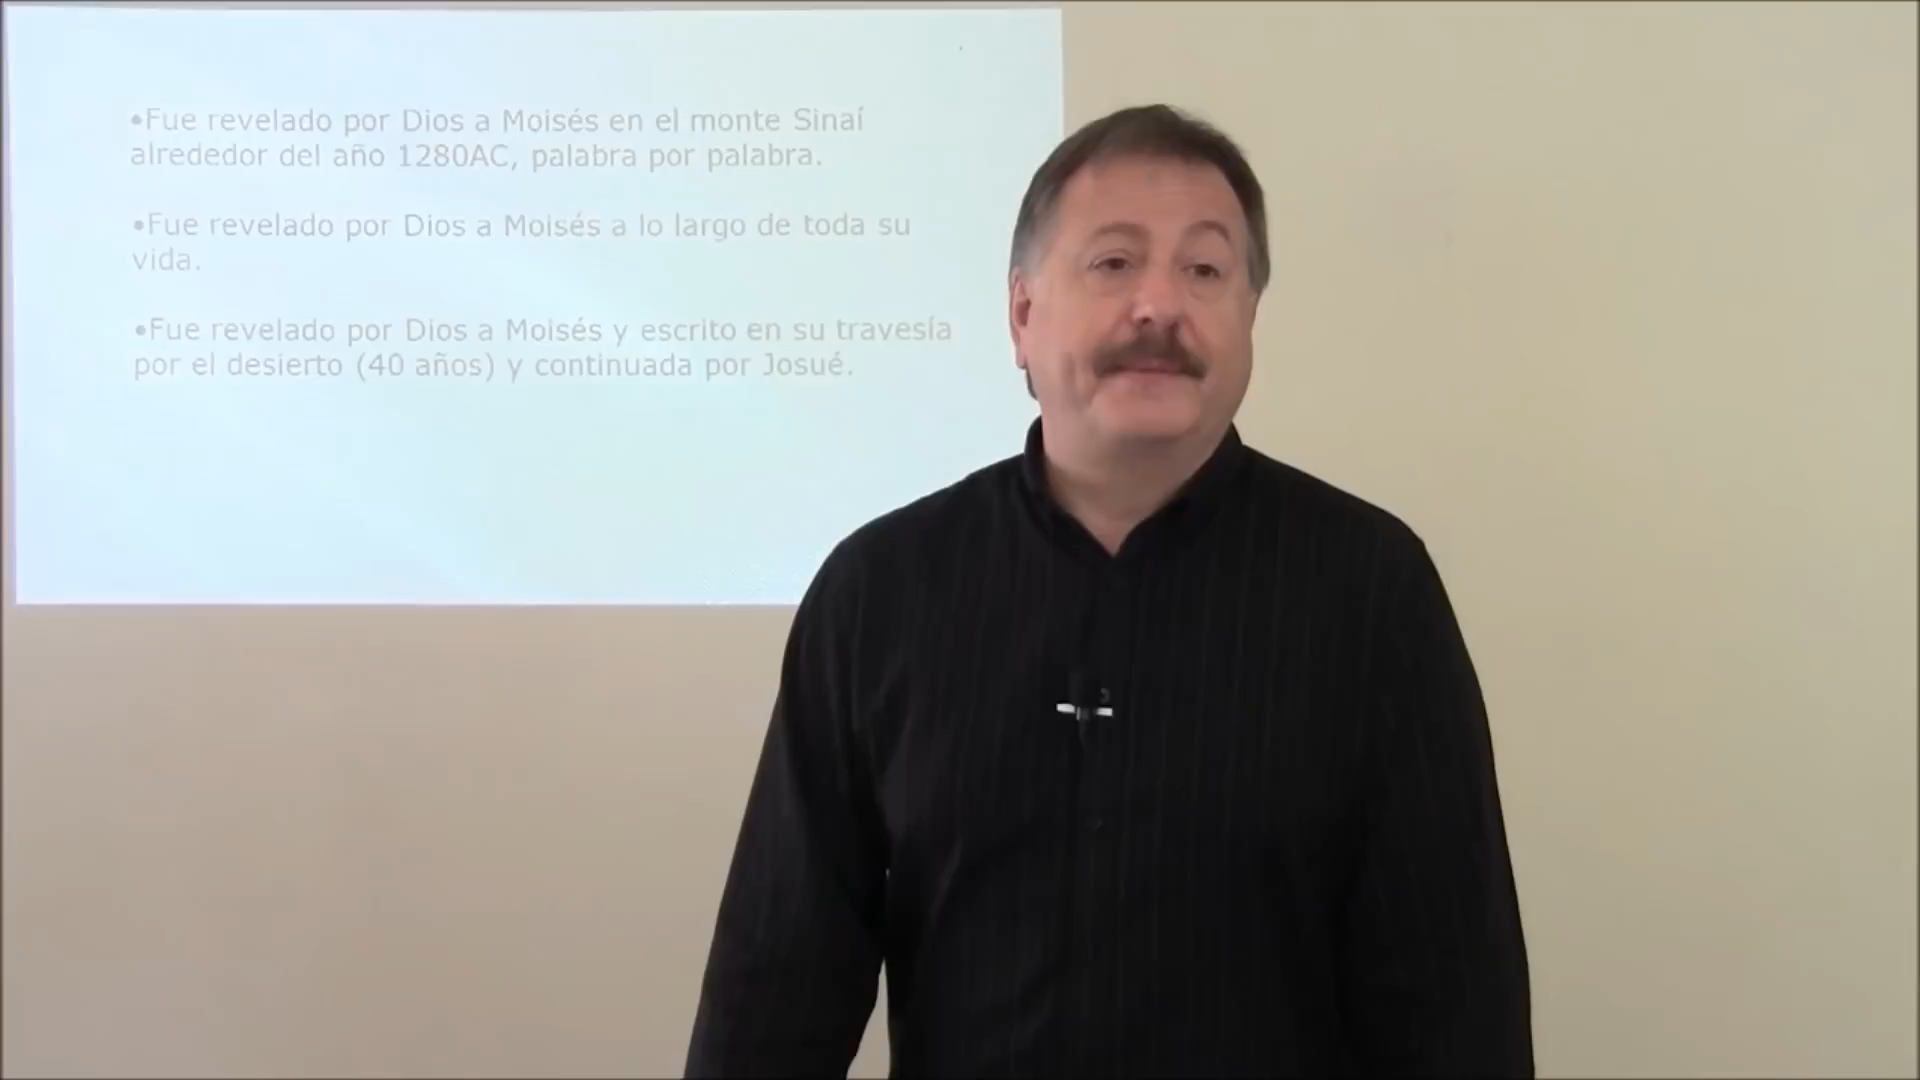 •Fue revelado por Dios a Moisés en el monte Sinaí
alrededor del año 1280AC, palabra por palabra.
•Fue revelado por Dios a Moisés a lo largo de toda su
vida.
•Fue revelado por Dios a Moisés y escrito en su travesía
por el desierto (40 años) y continuada por Josué.